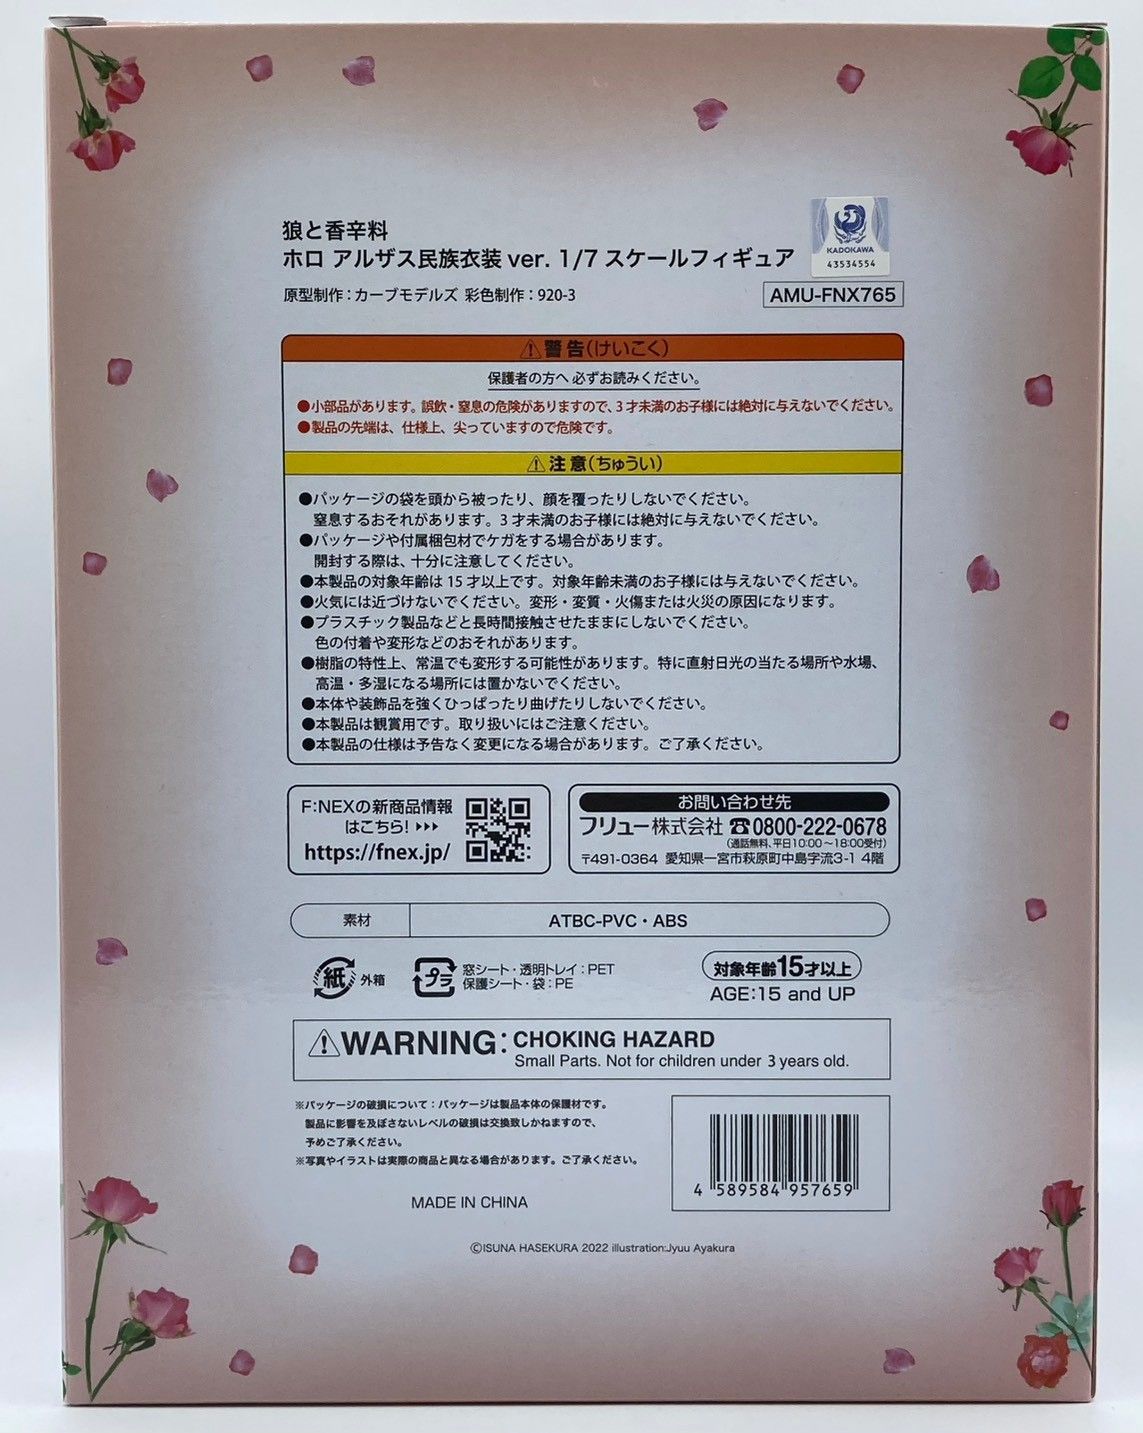 狼と香辛料
ホロ アルザス民族衣装 ver. 1/7 スケールフィギュア
KADOKAWA
43534554
原型制作：カーブモデルズ 彩色制作：920-3
AMU-FNX765
⚠警告(けいこく)
保護者の方へ 必ずお読みください。
●小部品があります。誤飲・窒息の危険がありますので、3才未満のお子様には絶対に与えないでください。
●製品の先端は、仕様上、尖っていますので危険です。
⚠注意(ちゅうい)
●パッケージの袋を頭から被ったり、顔を覆ったりしないでください。
窒息するおそれがあります。3才未満のお子様には絶対に与えないでください。
●パッケージや付属梱包材でケガをする場合があります。
開封する際は、十分に注意してください。
●本製品の対象年齢は15才以上です。対象年齢未満のお子様には与えないでください。
●火気には近づけないでください。変形・変質・火傷または火災の原因になります。
●プラスチック製品などと長時間接触させたままにしないでください。
色の付着や変形などのおそれがあります。
●樹脂の特性上、常温でも変形する可能性があります。特に直射日光の当たる場所や水場、
高温・多湿になる場所には置かないでください。
●本体や装飾品を強くひっぱったり曲げたりしないでください。
●本製品は観賞用です。取り扱いにはご注意ください。
●本製品の仕様は予告なく変更になる場合があります。ご了承ください。
F:NEXの新商品情報
はこちら! ▸▸▸
https://fnex.jp/
お問い合わせ先
フリュー株式会社 ☎0800-222-0678
(通話無料、平日10:00～18:00受付)
〒491-0364 愛知県一宮市萩原町中島字流3-1 4階
素材 ATBC-PVC・ABS
紙 外箱
プラ 窓シート・透明トレイ：PET
保護シート・袋：PE
対象年齢15才以上
AGE:15 and UP
⚠WARNING: CHOKING HAZARD
Small Parts. Not for children under 3 years old.
※パッケージの破損について：パッケージは製品本体の保護材です。
製品に影響を及ぼさないレベルの破損は交換致しかねますので、
予めご了承ください。
※写真やイラストは実際の商品と異なる場合があります。ご了承ください。
4 589584 957659
MADE IN CHINA
©ISUNA HASEKURA 2022 illustration:Jyuu Ayakura